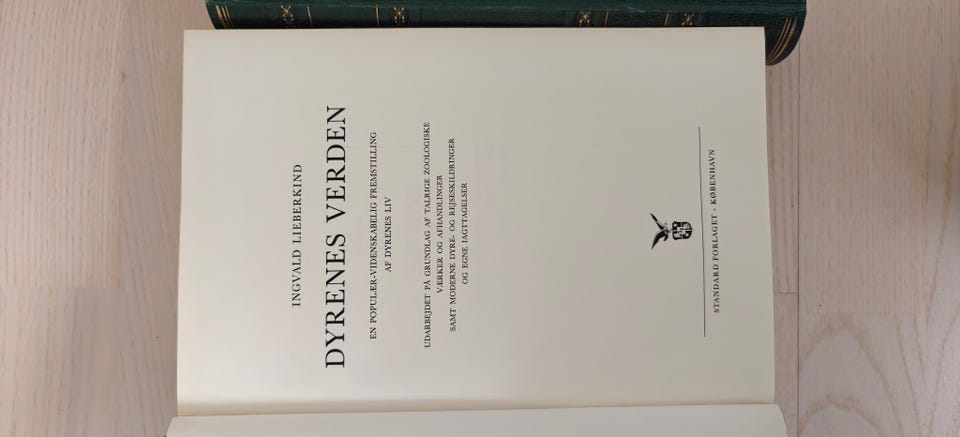 INGVALD LIEBERKIND
DYRENES VERDEN
EN POPULÆR-VIDENSKABELIG FREMSTILLING
AF DYRENES LIV
UDARBEJDET PÅ GRUNDLAG AF TALRIGE ZOOLOGISKE
VÆRKER OG AFHANDLINGER
SAMT MODERNE DYRE- OG REJSESKILDRINGER
OG EGNE IAGTTAGELSER
STANDARD FORLAGET - KØBENHAVN